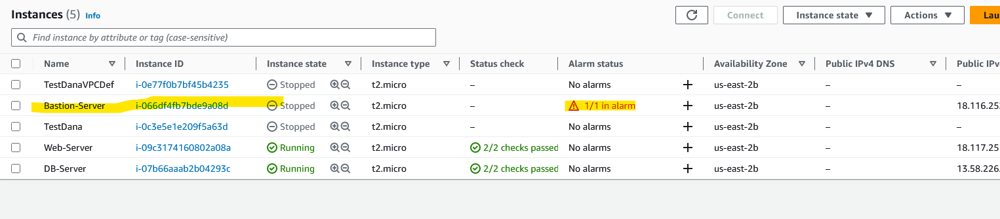 Instances (5) Info
Connect Instance state Actions Lau
Find instance by attribute or tag (case-sensitive)
Name Instance ID Instance state Instance type Status check Alarm status Availability Zone Public IPv4 DNS Public IPv
TestDanaVPCDef i-0e77f0b7bf45b4235 Stopped t2.micro – No alarms + us-east-2b – –
Bastion-Server i-066df4fb7bde9a08d Stopped t2.micro – 1/1 in alarm + us-east-2b – 18.116.25
TestDana i-0c3e5e1e209f5a63d Stopped t2.micro – No alarms + us-east-2b – –
Web-Server i-09c3174160802a08a Running t2.micro 2/2 checks passed No alarms + us-east-2b – 18.117.25
DB-Server i-07b66aaab2b04293c Running t2.micro 2/2 checks passed No alarms + us-east-2b – 13.58.226.